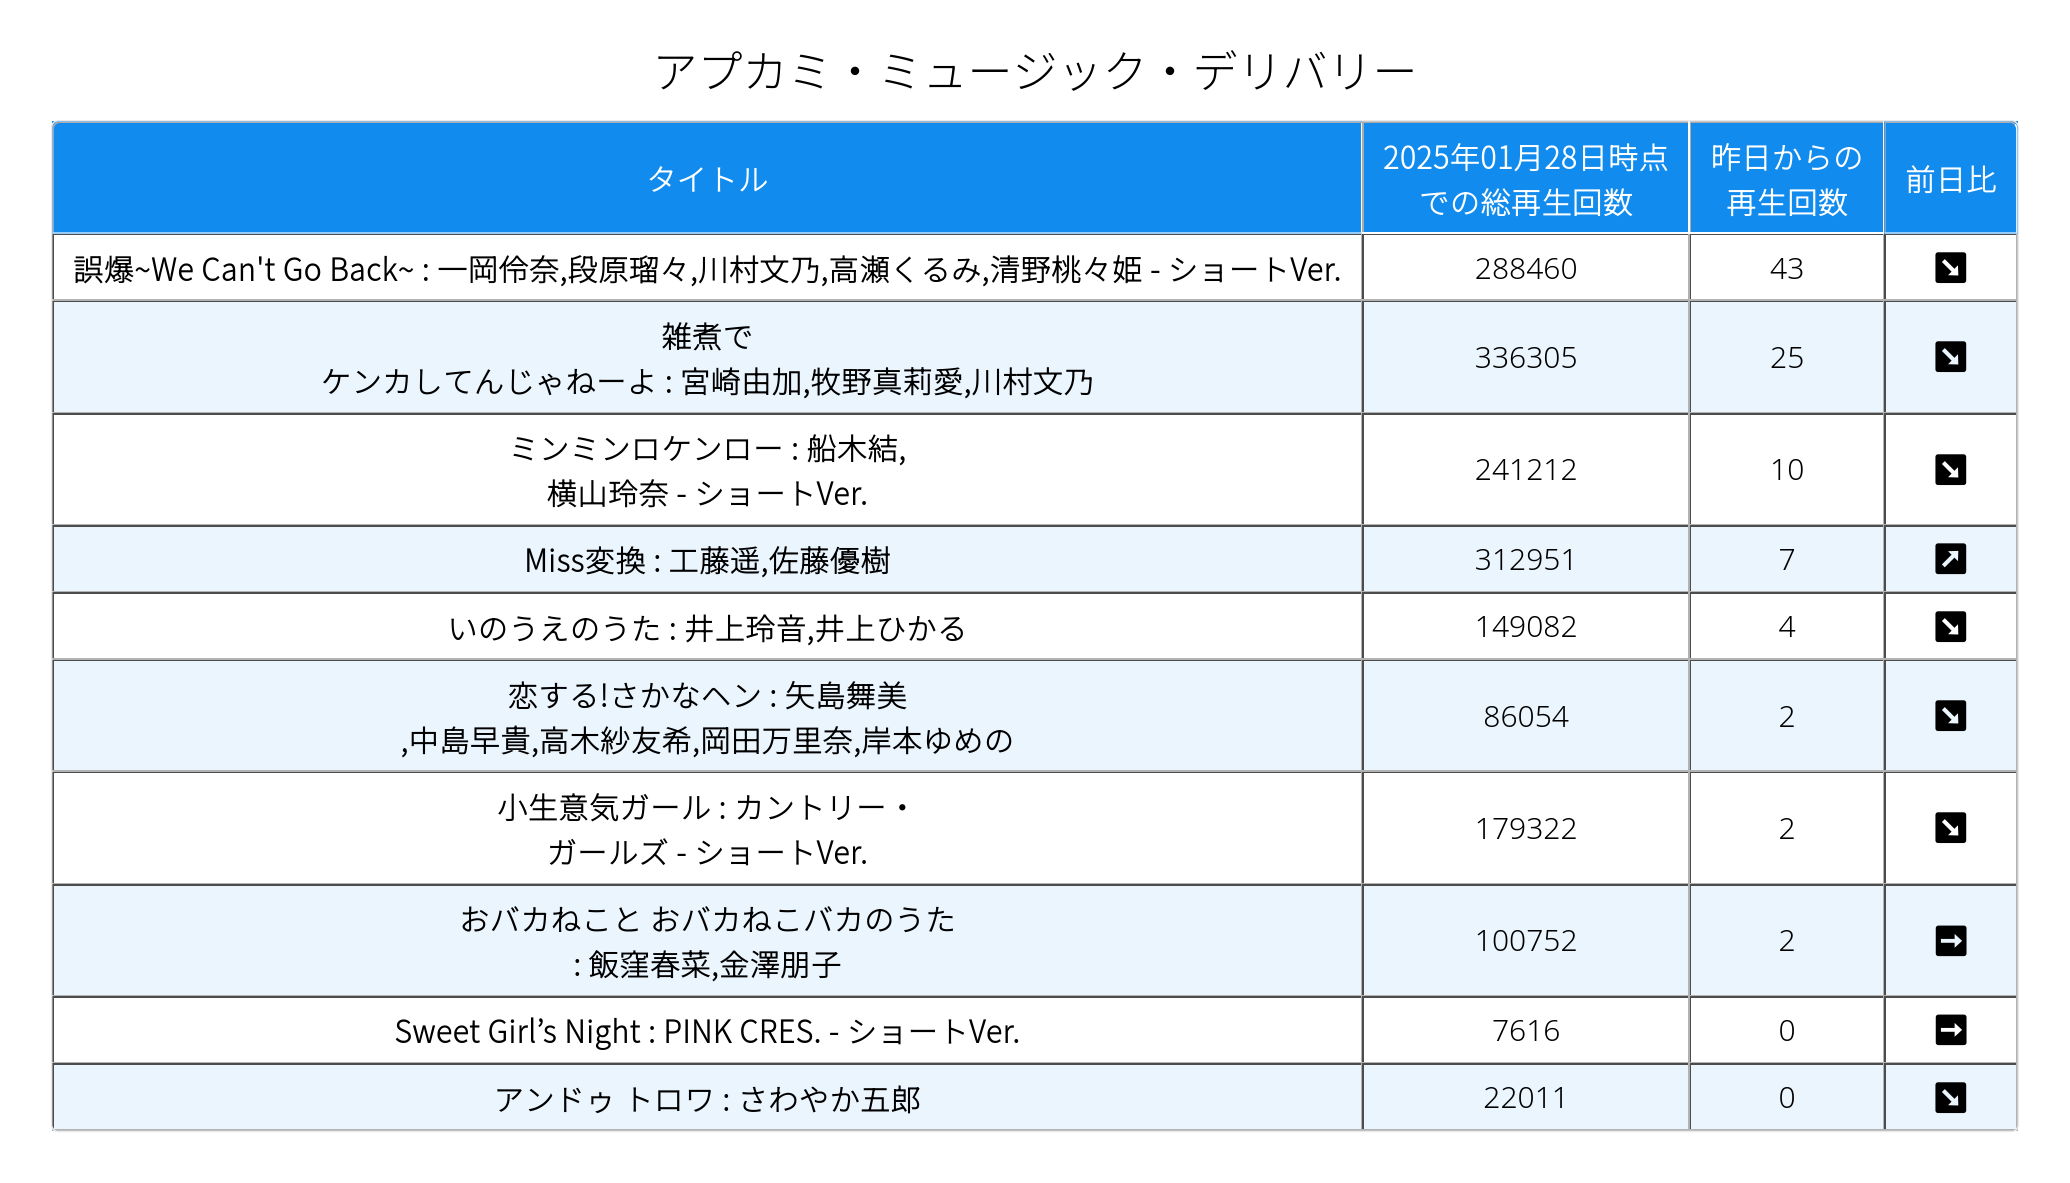 アプカミ・ミュージック・デリバリー
タイトル
2025年01月28日時点
での総再生回数
昨日からの
再生回数
前日比
誤爆~We Can't Go Back~ : 一岡伶奈,段原瑠々,川村文乃,高瀬くるみ,清野桃々姫 - ショートVer.
288460
43
雑煮で
ケンカしてんじゃねーよ : 宮崎由加,牧野真莉愛,川村文乃
336305
25
ミンミンロケンロー : 船木結,
横山玲奈 - ショートVer.
241212
10
Miss変換 : 工藤遥,佐藤優樹
312951
7
いのうえのうた : 井上玲音,井上ひかる
149082
4
恋する!さかなヘン : 矢島舞美
,中島早貴,高木紗友希,岡田万里奈,岸本ゆめの
86054
2
小生意気ガール : カントリー・
ガールズ - ショートVer.
179322
2
おバカねこと おバカねこバカのうた
: 飯窪春菜,金澤朋子
100752
2
Sweet Girl’s Night : PINK CRES. - ショートVer.
7616
0
アンドゥ トロワ : さわやか五郎
22011
0